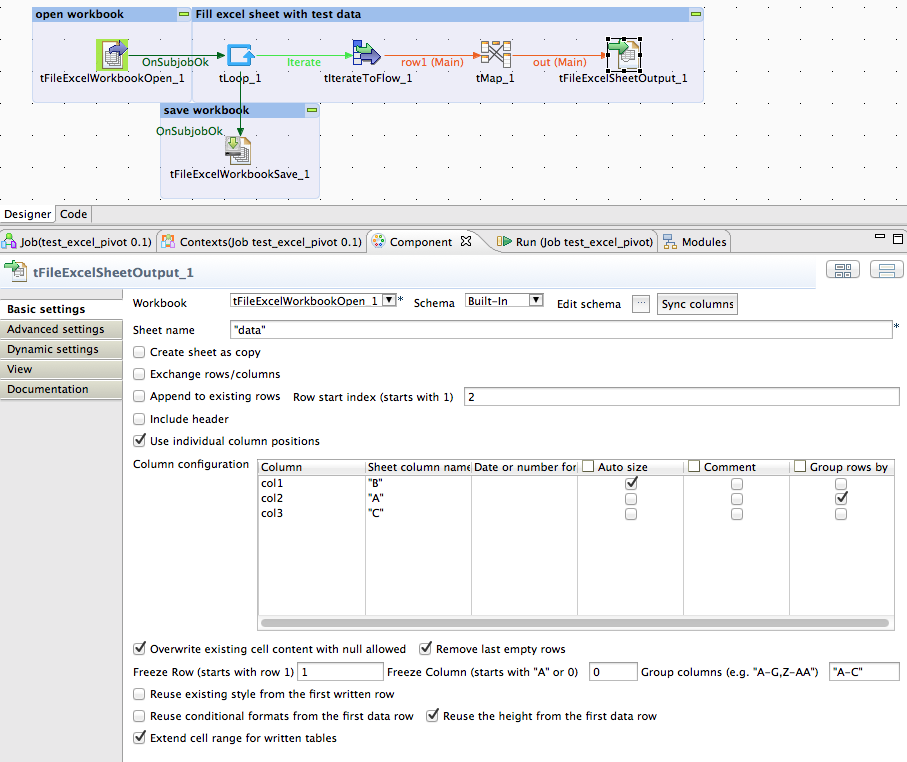 open workbook
Fill excel sheet with test data
OnSubjobOk
Iterate
row1 (Main)
out (Main)
tFileExcelWorkbookOpen_1
tLoop_1
tIterateToFlow_1
tMap_1
tFileExcelSheetOutput_1
save workbook
OnSubjobOk
tFileExcelWorkbookSave_1
Designer Code
Job(test_excel_pivot 0.1) Contexts(Job test_excel_pivot 0.1) Component Run (Job test_excel_pivot) Modules
tFileExcelSheetOutput_1
Basic settings
Advanced settings
Dynamic settings
View
Documentation
Workbook tFileExcelWorkbookOpen_1 * Schema Built-In Edit schema ... Sync columns
Sheet name "data" *
Create sheet as copy
Exchange rows/columns
Append to existing rows Row start index (starts with 1) 2
Include header
Use individual column positions
Column configuration
Column Sheet column name Date or number for Auto size Comment Group rows by
col1 "B"
col2 "A"
col3 "C"
Overwrite existing cell content with null allowed Remove last empty rows
Freeze Row (starts with row 1) 1 Freeze Column (starts with "A" or 0) 0 Group columns (e.g. "A-G,Z-AA") "A-C"
Reuse existing style from the first written row
Reuse conditional formats from the first data row Reuse the height from the first data row
Extend cell range for written tables